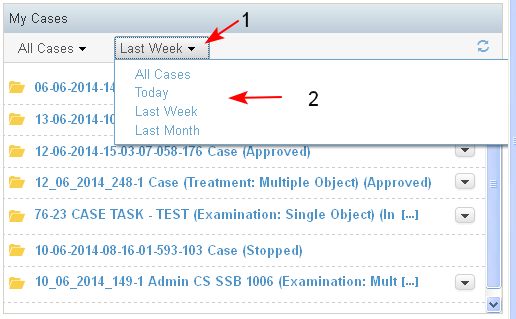 My Cases
All Cases
Last Week
1
All Cases
Today
Last Week
Last Month
2
06-06-2014-14
13-06-2014-10
12-06-2014-15-03-07-058-176 Case (Approved)
12_06_2014_248-1 Case (Treatment: Multiple Object) (Approved)
76-23 CASE TASK - TEST (Examination: Single Object) (In [...]
10-06-2014-08-16-01-593-103 Case (Stopped)
10_06_2014_149-1 Admin CS SSB 1006 (Examination: Mult [...]